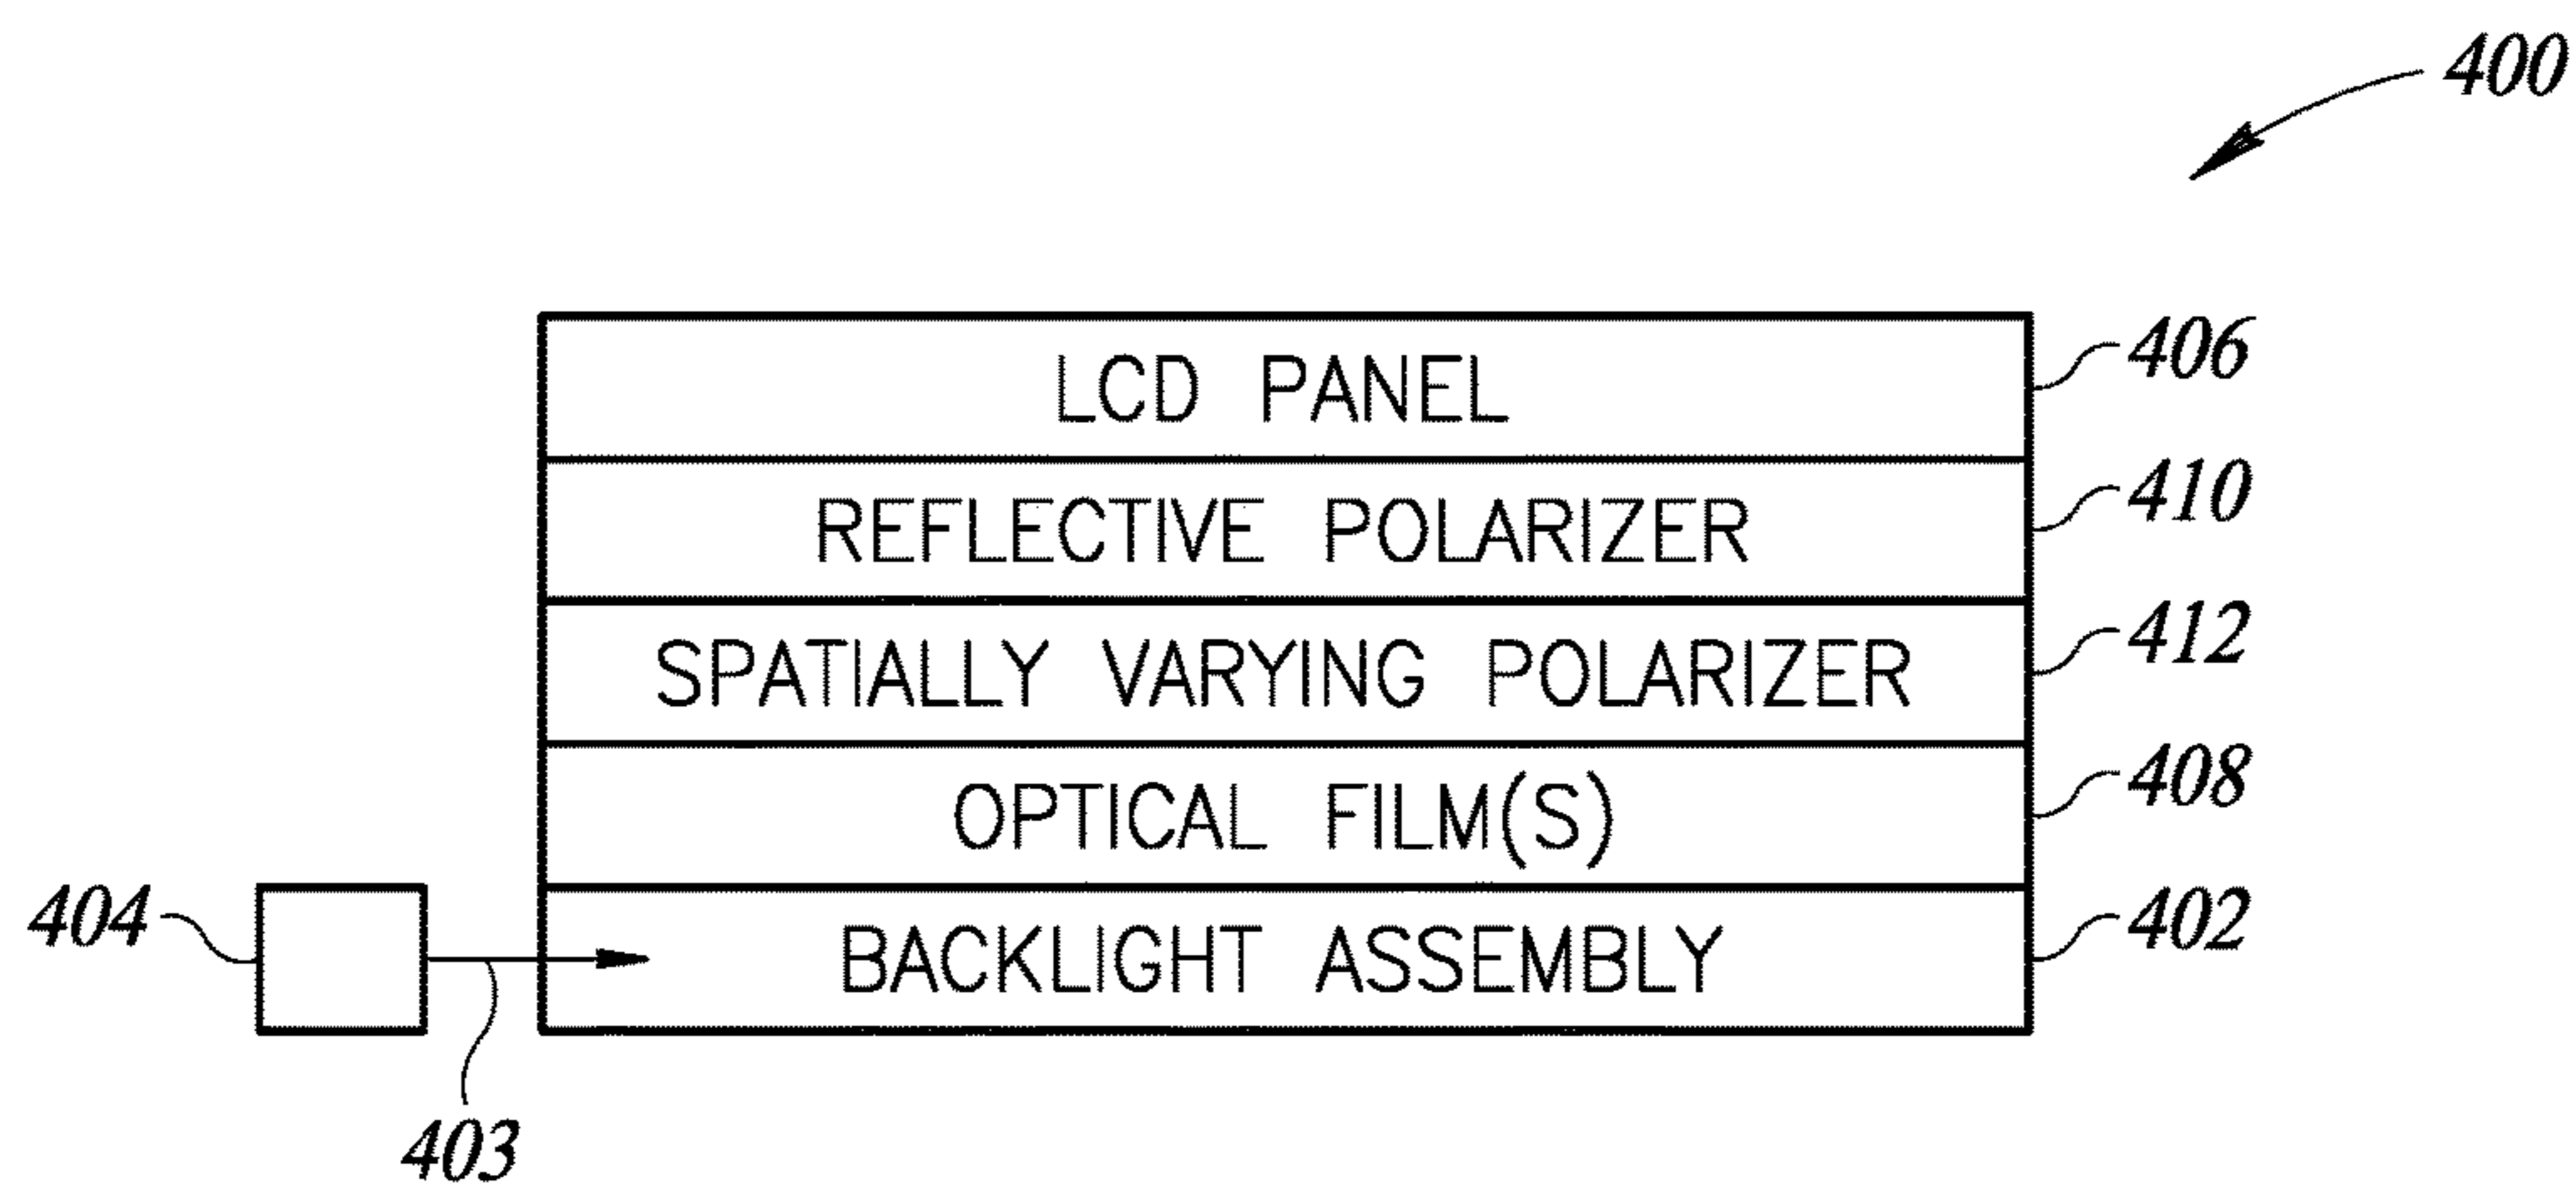 400
LCD PANEL 406
REFLECTIVE POLARIZER 410
SPATIALLY VARYING POLARIZER 412
OPTICAL FILM(S) 408
404 BACKLIGHT ASSEMBLY 402
403